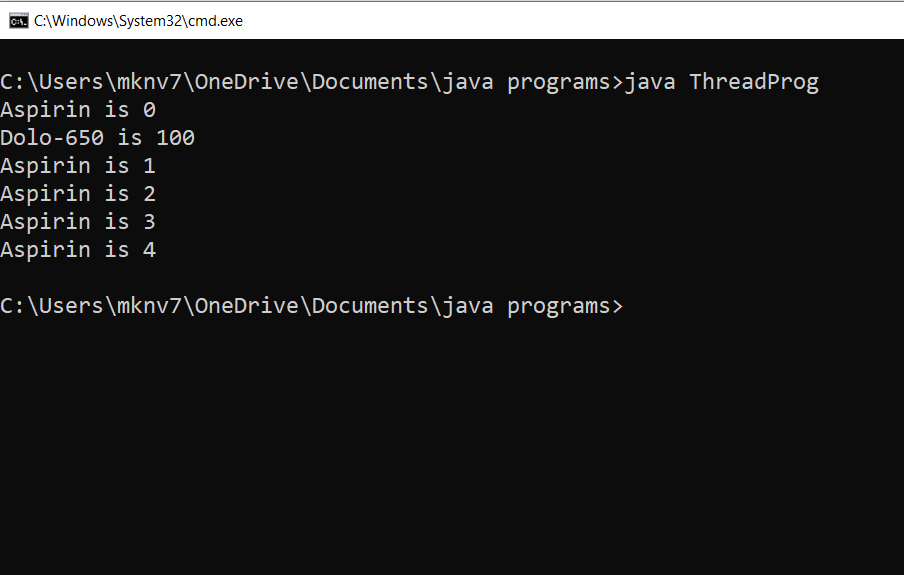 C:\Windows\System32\cmd.exe
C:\Users\mknv7\OneDrive\Documents\java programs>java ThreadProg
Aspirin is 0
Dolo-650 is 100
Aspirin is 1
Aspirin is 2
Aspirin is 3
Aspirin is 4
C:\Users\mknv7\OneDrive\Documents\java programs>